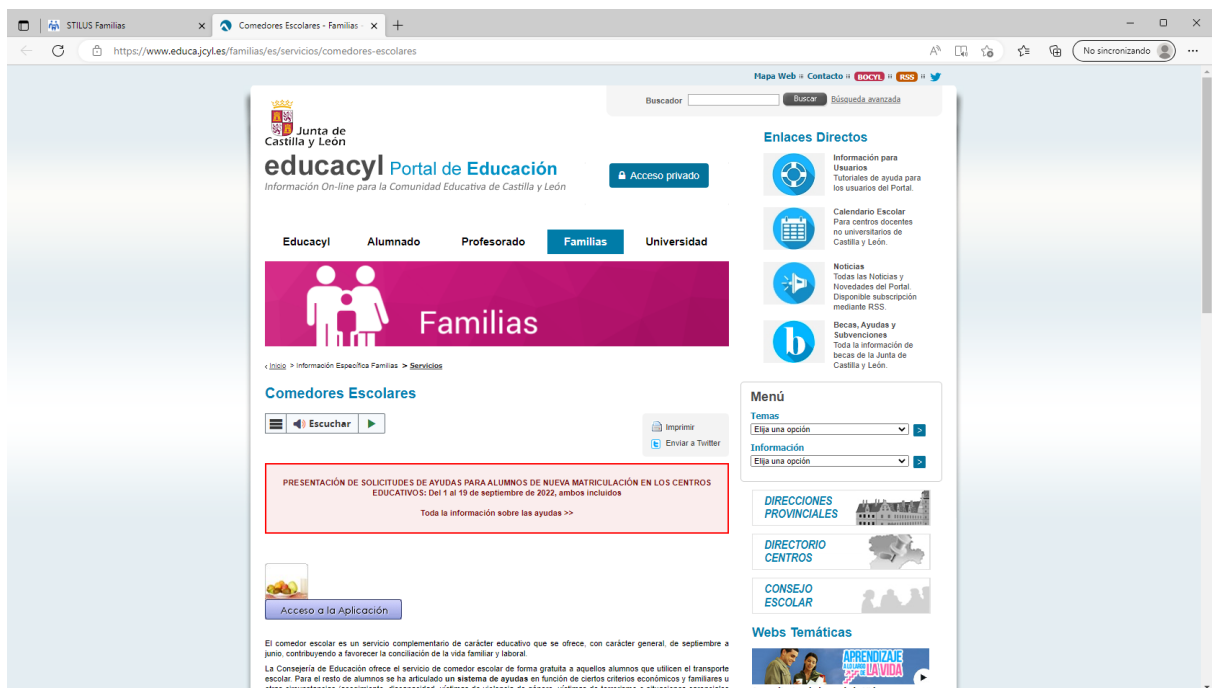 STILUS Familias
Comedores Escolares - Familias -
https://www.educa.jcyl.es/familias/es/servicios/comedores-escolares
No sincronizando
Mapa Web Contacto BOCYL RSS
Buscador Buscar Búsqueda avanzada
Junta de
Castilla y León
educacyl Portal de Educación
Información On-line para la Comunidad Educativa de Castilla y León
Acceso privado
Educacyl Alumnado Profesorado Familias Universidad
Familias
‹ Inicio > Información Específica Familias > Servicios
Comedores Escolares
Escuchar
Imprimir
Enviar a Twitter
PRESENTACIÓN DE SOLICITUDES DE AYUDAS PARA ALUMNOS DE NUEVA MATRICULACIÓN EN LOS CENTROS
EDUCATIVOS: Del 1 al 19 de septiembre de 2022, ambos incluidos
Toda la información sobre las ayudas >>
Acceso a la Aplicación
El comedor escolar es un servicio complementario de carácter educativo que se ofrece, con carácter general, de septiembre a
junio, contribuyendo a favorecer la conciliación de la vida familiar y laboral.
La Consejería de Educación ofrece el servicio de comedor escolar de forma gratuita a aquellos alumnos que utilicen el transporte
escolar. Para el resto de alumnos se ha articulado un sistema de ayudas en función de ciertos criterios económicos y familiares u
Enlaces Directos
Información para
Usuarios
Tutoriales de ayuda para
los usuarios del Portal.
Calendario Escolar
Para centros docentes
no universitarios de
Castilla y León.
Noticias
Todas las Noticias y
Novedades del Portal.
Disponible subscripción
mediante RSS.
b
Becas, Ayudas y
Subvenciones
Toda la información de
becas de la Junta de
Castilla y León.
Menú
Temas
Elija una opción >
Información
Elija una opción >
DIRECCIONES
PROVINCIALES
DIRECTORIO
CENTROS
CONSEJO
ESCOLAR
Webs Temáticas
APRENDIZAJE
A LO LARGO DE LA VIDA